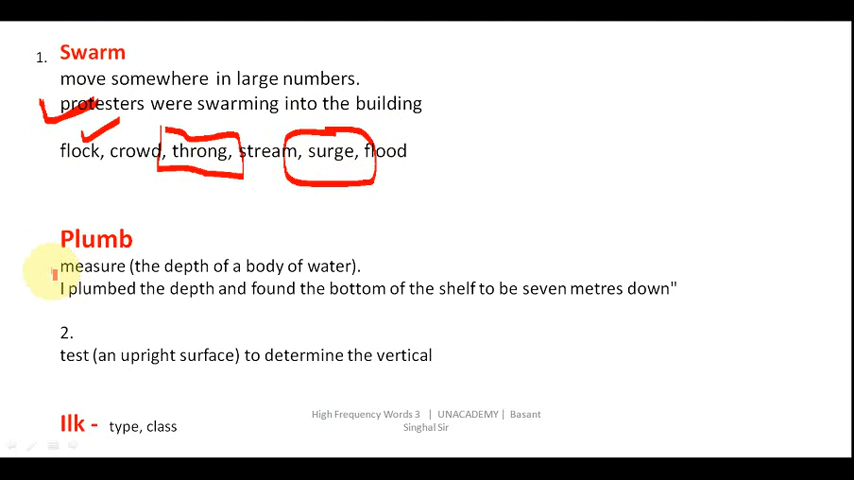 1. Swarm
move somewhere in large numbers.
protesters were swarming into the building
flock, crowd, throng, stream, surge, flood
Plumb
measure (the depth of a body of water).
I plumbed the depth and found the bottom of the shelf to be seven metres down"
2.
test (an upright surface) to determine the vertical
Ilk - type, class
High Frequency Words 3 | UNACADEMY | Basant
Singhal Sir